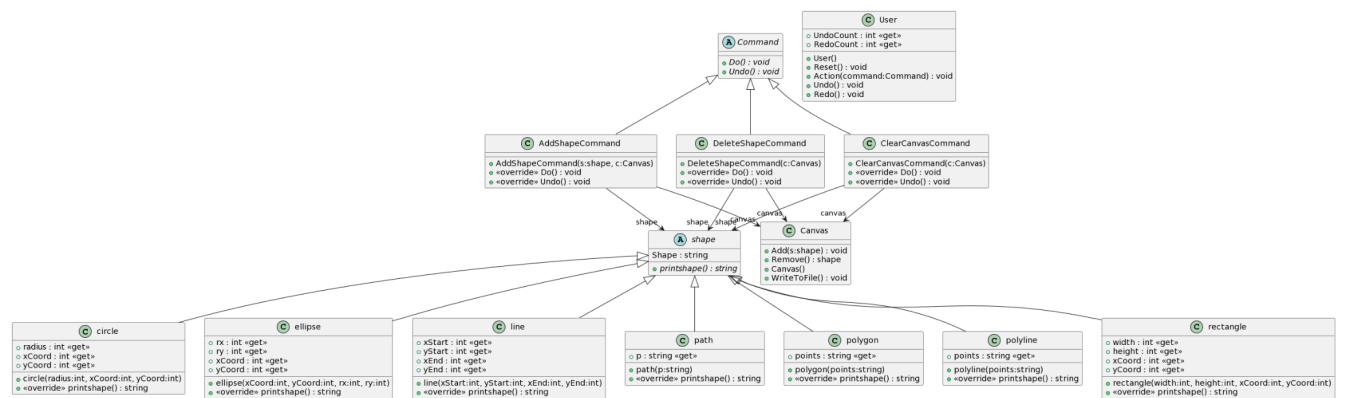 C User
UndoCount : int «get»
RedoCount : int «get»
User()
Reset() : void
Action(command:Command) : void
Undo() : void
Redo() : void
A Command
Do() : void
Undo() : void
C AddShapeCommand
AddShapeCommand(s:shape, c:Canvas)
«override» Do() : void
«override» Undo() : void
C DeleteShapeCommand
DeleteShapeCommand(c:Canvas)
«override» Do() : void
«override» Undo() : void
C ClearCanvasCommand
ClearCanvasCommand(c:Canvas)
«override» Do() : void
«override» Undo() : void
shape
shape
shape
canvas
canvas
canvas
A shape
Shape : string
printshape() : string
C Canvas
Add(s:shape) : void
Remove() : shape
Canvas()
WriteToFile() : void
C circle
radius : int «get»
xCoord : int «get»
yCoord : int «get»
circle(radius:int, xCoord:int, yCoord:int)
«override» printshape() : string
C ellipse
rx : int «get»
ry : int «get»
xCoord : int «get»
yCoord : int «get»
ellipse(xCoord:int, yCoord:int, rx:int, ry:int)
«override» printshape() : string
C line
xStart : int «get»
yStart : int «get»
xEnd : int «get»
yEnd : int «get»
line(xStart:int, yStart:int, xEnd:int, yEnd:int)
«override» printshape() : string
C path
p : string «get»
path(p:string)
«override» printshape() : string
C polygon
points : string «get»
polygon(points:string)
«override» printshape() : string
C polyline
points : string «get»
polyline(points:string)
«override» printshape() : string
C rectangle
width : int «get»
height : int «get»
xCoord : int «get»
yCoord : int «get»
rectangle(width:int, height:int, xCoord:int, yCoord:int)
«override» printshape() : string